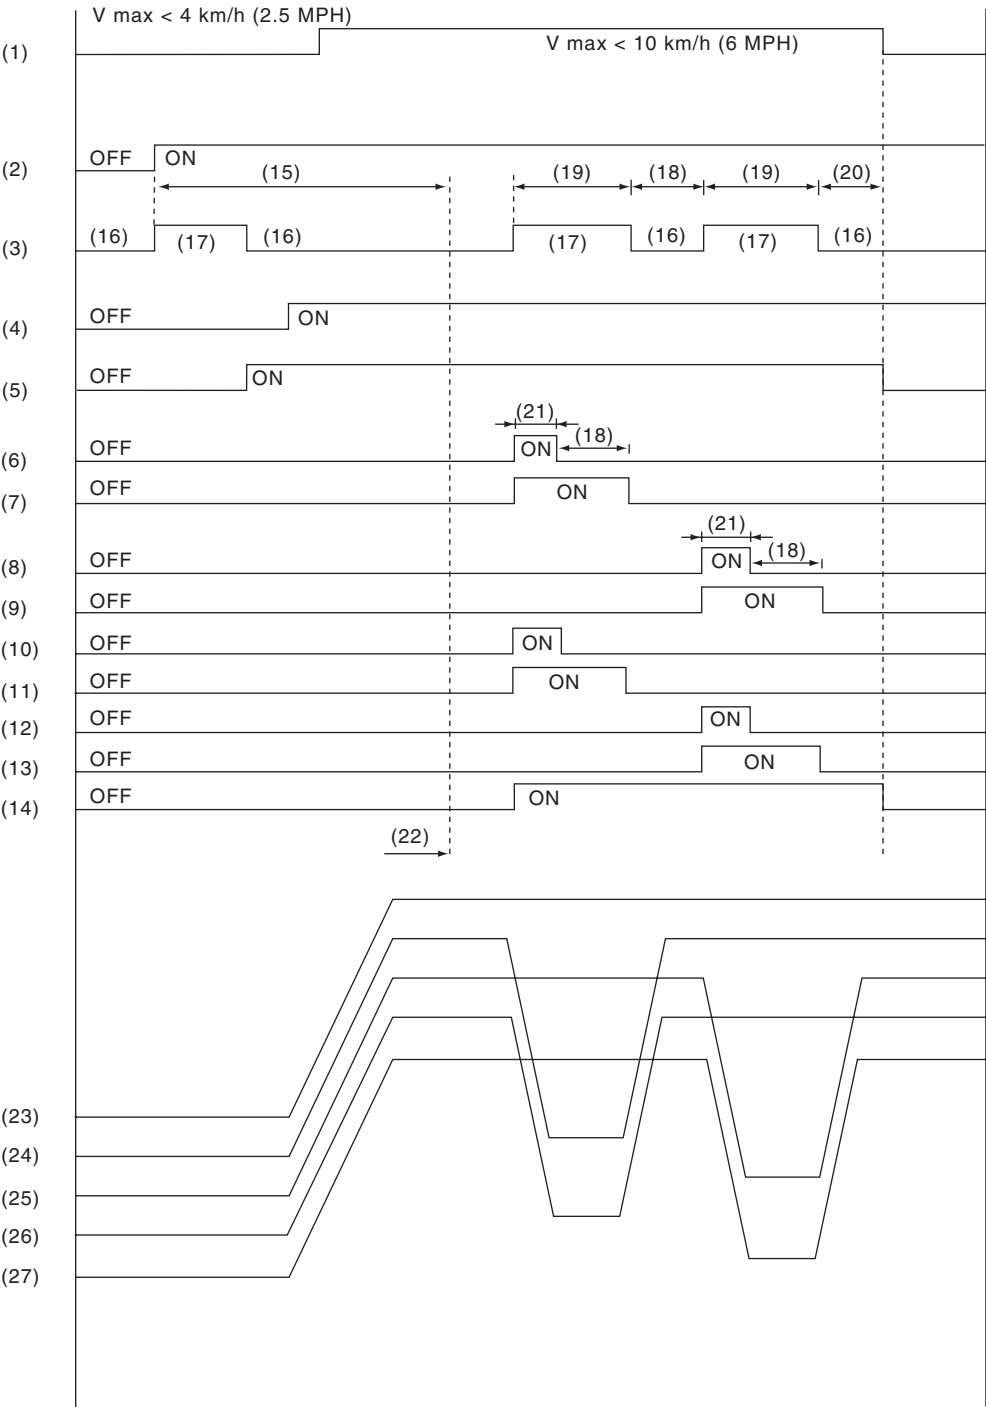 V max < 4 km/h (2.5 MPH)
(1)
V max < 10 km/h (6 MPH)
(2) OFF ON
(15) (19) (18) (19) (20)
(3) (16) (17) (16) (17) (16) (17) (16)
(4) OFF ON
(5) OFF ON
(21)
(6) OFF ON (18)
(7) OFF ON
(21)
(8) OFF ON (18)
(9) OFF ON
(10) OFF ON
(11) OFF ON
(12) OFF ON
(13) OFF ON
(14) OFF ON
(22)
(23)
(24)
(25)
(26)
(27)